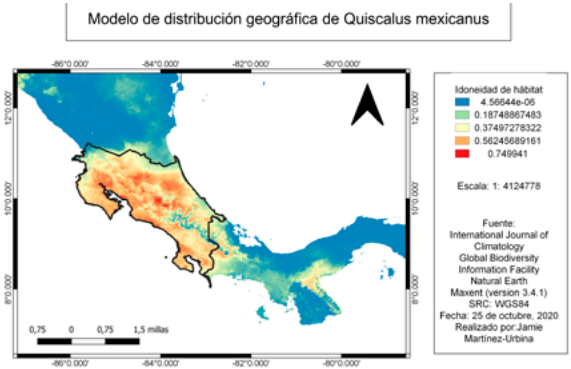 Modelo de distribución geográfica de Quiscalus mexicanus
-86°0.000' -84°0.000' -82°0.000' -80°0.000'
12°0.000' 12°0.000'
10°0.000' 10°0.000'
8°0.000' 8°0.000'
0,75 0 0,75 1,5 millas
-86°0.000' -84°0.000' -82°0.000' -80°0.000'
Idoneidad de hábitat
4.56644e-06
0.18748867483
0.37497278322
0.56245689161
0.749941
Escala: 1: 4124778
Fuente:
International Journal of
Climatology
Global Biodiversity
Information Facility
Natural Earth
Maxent (version 3.4.1)
SRC: WGS84
Fecha: 25 de octubre, 2020
Realizado por:Jamie
Martínez-Urbina